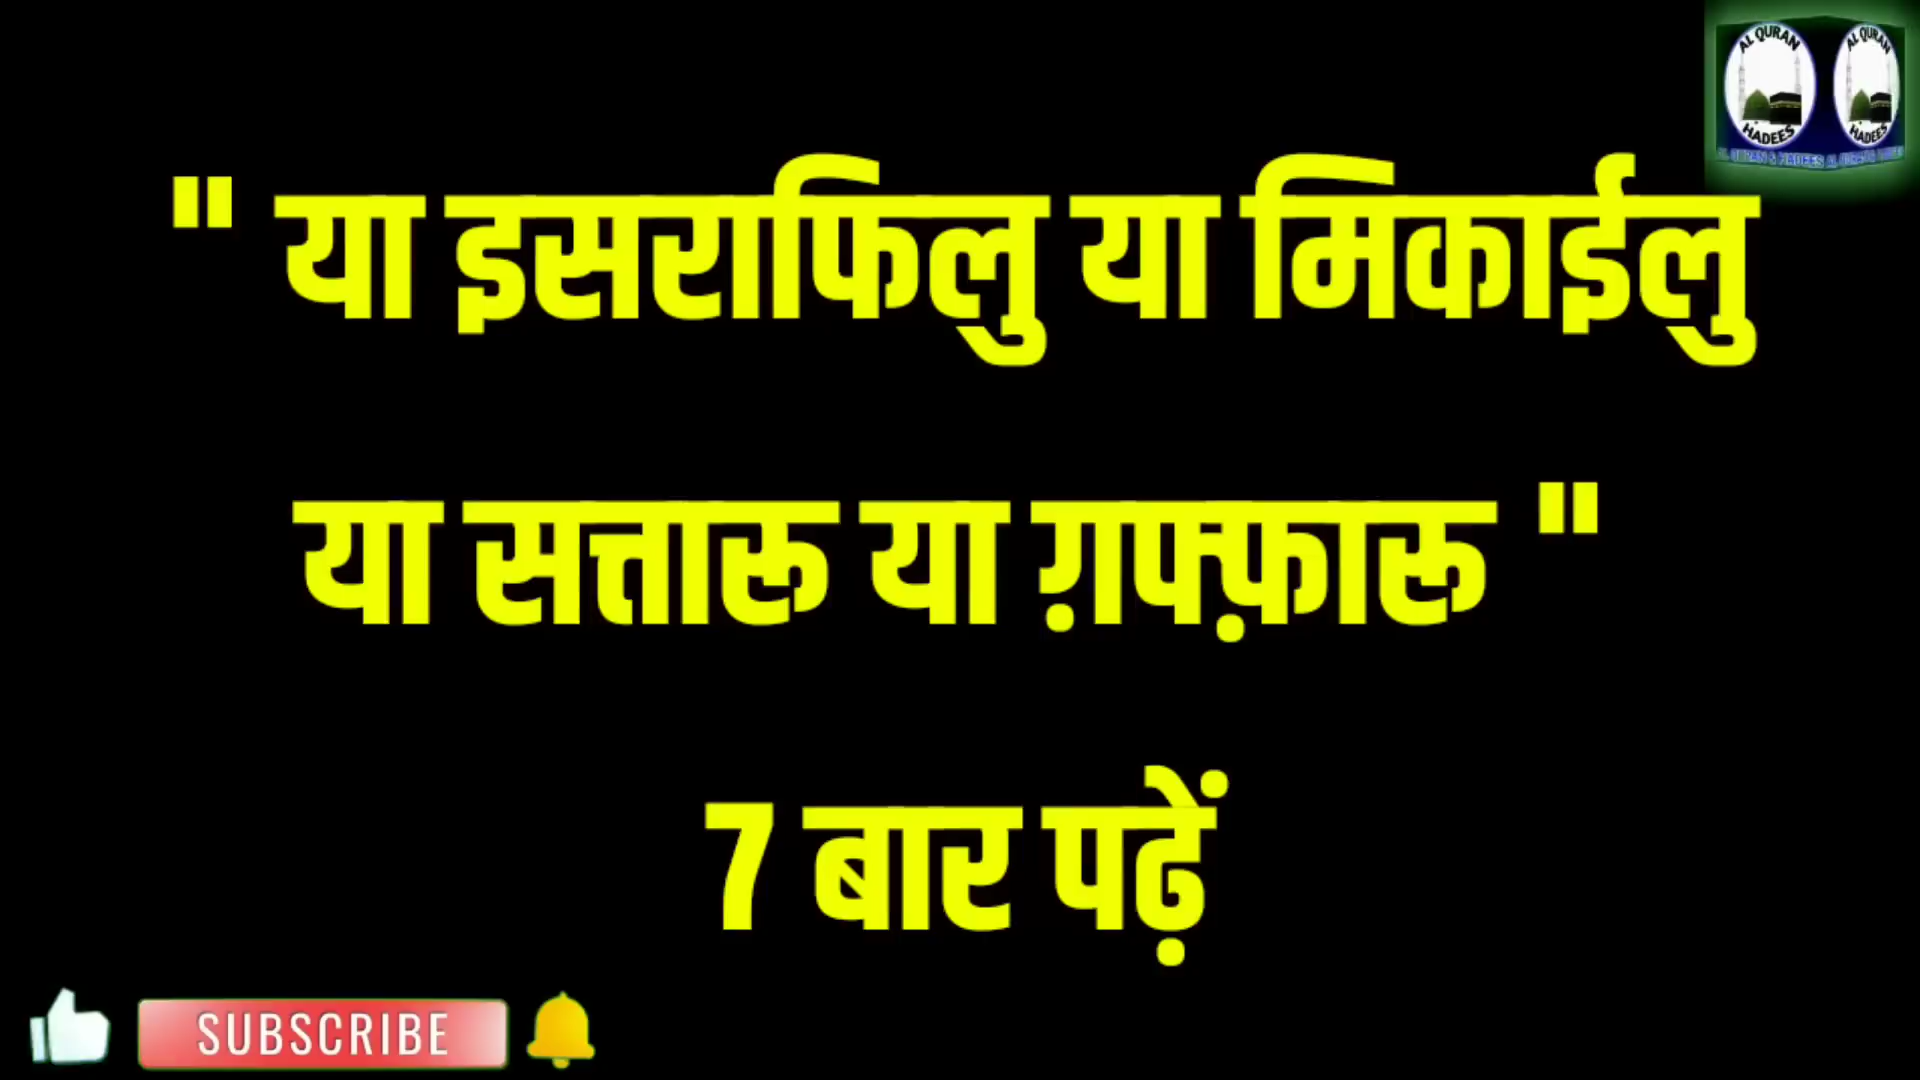 AL QURAN
HADEES
AL QURAN
HADEES
" या इसराफिलु या मिकाईलु
या सत्तारू या ग़फ्फ़ारू "
7 बार पढ़ें
SUBSCRIBE